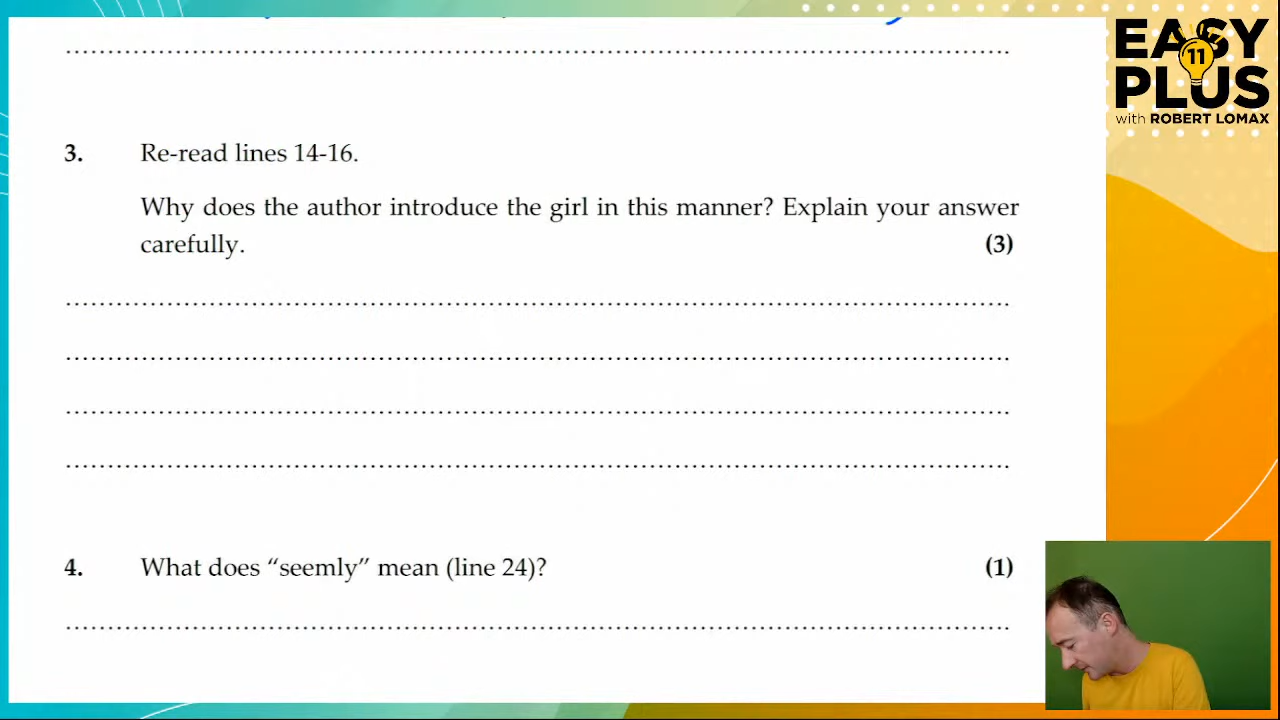 EASY
11
PLUS
with ROBERT LOMAX
3. Re-read lines 14-16.
Why does the author introduce the girl in this manner? Explain your answer
carefully. (3)
4. What does “seemly” mean (line 24)? (1)